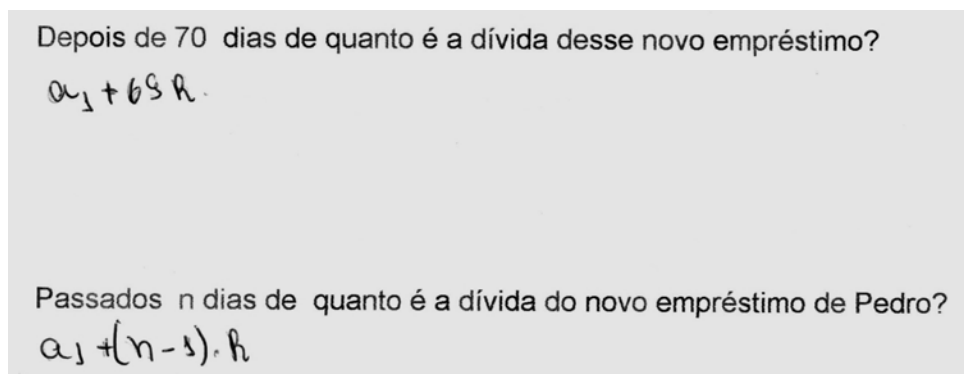 Depois de 70 dias de quanto é a dívida desse novo empréstimo?
a₁ + 69 R.
Passados n dias de quanto é a dívida do novo empréstimo de Pedro?
a₁ + (n - 1) . R